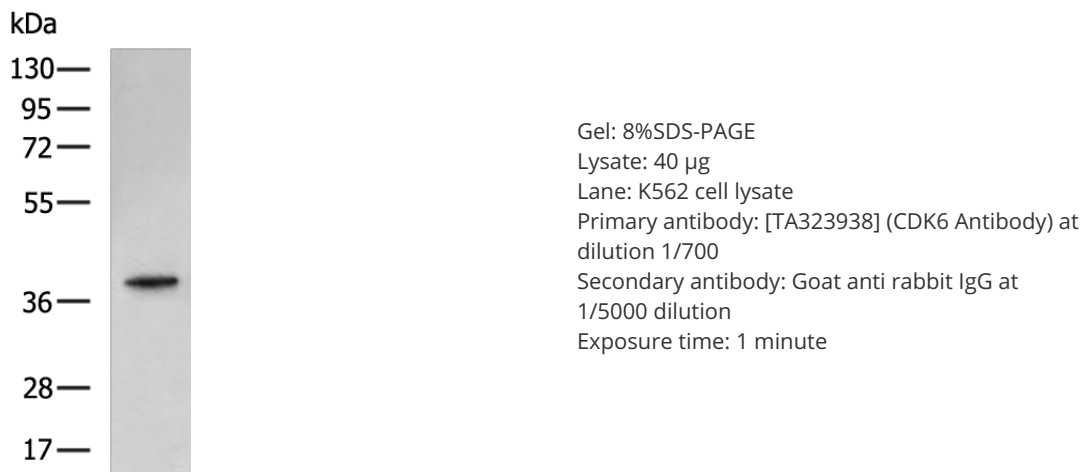 kDa
130
95
72
55
36
28
17
Gel: 8%SDS-PAGE
Lysate: 40 µg
Lane: K562 cell lysate
Primary antibody: [TA323938] (CDK6 Antibody) at
dilution 1/700
Secondary antibody: Goat anti rabbit IgG at
1/5000 dilution
Exposure time: 1 minute